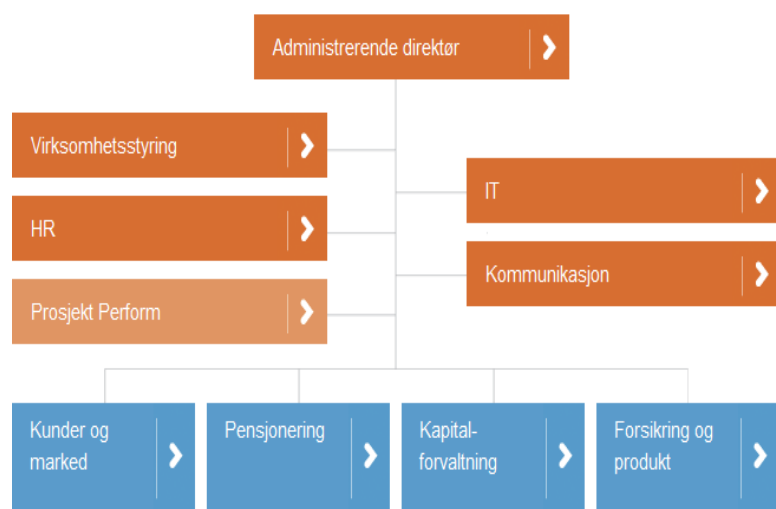 Administrerende direktør
Virksomhetsstyring
IT
HR
Kommunikasjon
Prosjekt Perform
Kunder og
marked
Pensjonering
Kapital-
forvaltning
Forsikring og
produkt